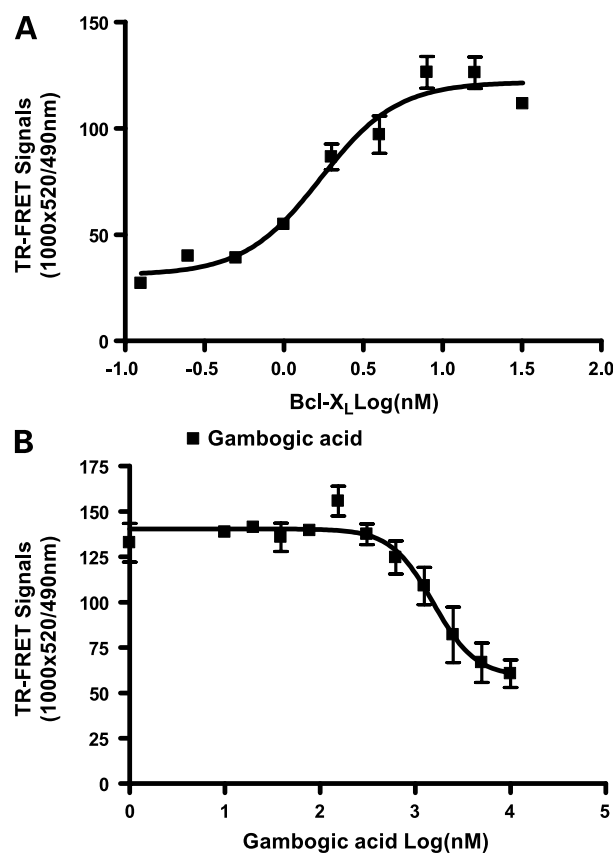 A
TR-FRET Signals
(1000x520/490nm)
150
100
50
0
-1.0 -0.5 0.0 0.5 1.0 1.5 2.0
Bcl-XLLog(nM)
B
Gambogic acid
TR-FRET Signals
(1000x520/490nm)
175
150
125
100
75
50
25
0
0 1 2 3 4 5
Gambogic acid Log(nM)